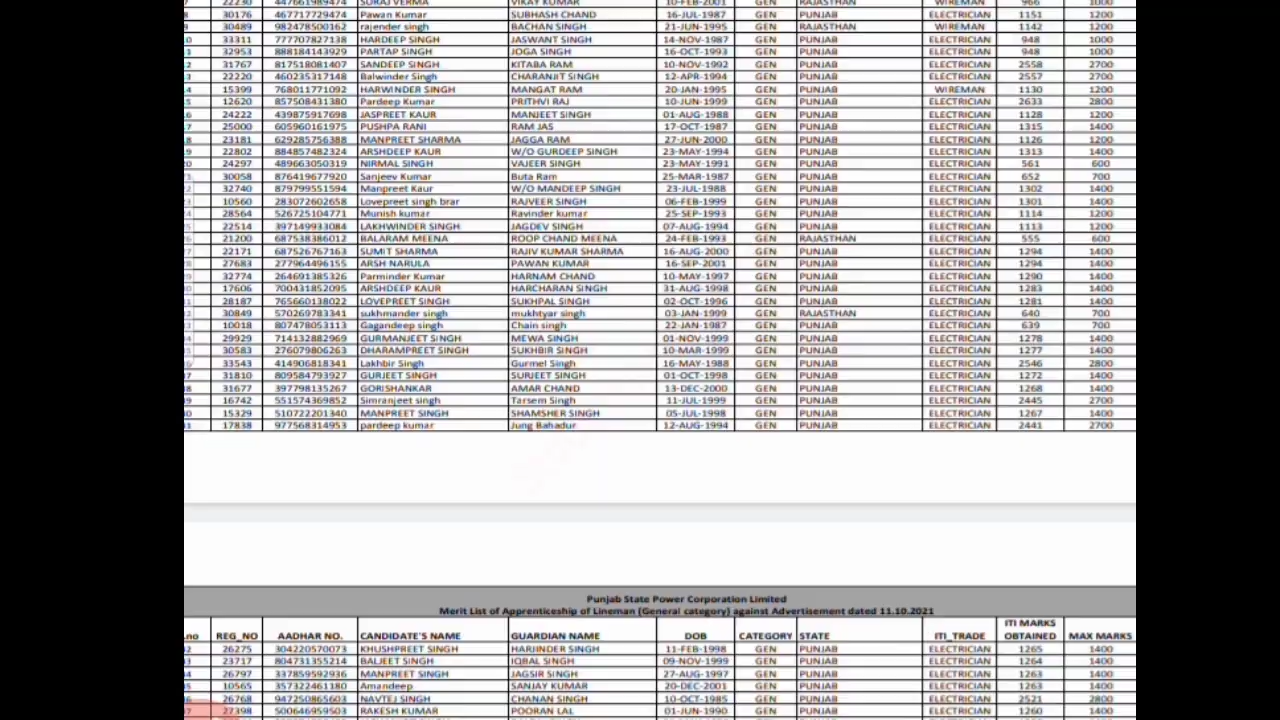 22230 447661989474 SURAJ VERMA VIKAY KUMAR 10-FEB-2001 GEN RAJASTHAN WIREMAN 966 1000
8 30176 467717729474 Pawan Kumar SUBHASH CHAND 16-JUL-1987 GEN PUNJAB ELECTRICIAN 1151 1200
9 30489 982478500162 rajender singh BACHAN SINGH 21-JUN-1995 GEN RAJASTHAN WIREMAN 1142 1200
33311 777707827138 HARDEEP SINGH JASWANT SINGH 14-NOV-1987 GEN PUNJAB ELECTRICIAN 948 1000
32953 888184143929 PARTAP SINGH JOGA SINGH 16-OCT-1993 GEN PUNJAB ELECTRICIAN 948 1000
31767 817518081407 SANDEEP SINGH KITABA RAM 10-NOV-1992 GEN PUNJAB ELECTRICIAN 2558 2700
22220 460235317148 Balwinder Singh CHARANJIT SINGH 12-APR-1994 GEN PUNJAB ELECTRICIAN 2557 2700
15399 768011771092 HARWINDER SINGH MANGAT RAM 20-JAN-1995 GEN PUNJAB WIREMAN 1130 1200
12620 857508431380 Pardeep Kumar PRITHVI RAJ 10-JUN-1999 GEN PUNJAB ELECTRICIAN 2633 2800
24222 439875917698 JASPREET KAUR MANJEET SINGH 01-AUG-1988 GEN PUNJAB ELECTRICIAN 1128 1200
25000 605960161975 PUSHPA RANI RAM JAS 17-OCT-1987 GEN PUNJAB ELECTRICIAN 1315 1400
23181 629285756388 MANPREET SHARMA JAGGA RAM 27-JUN-2000 GEN PUNJAB ELECTRICIAN 1126 1200
22802 884857482324 ARSHDEEP KAUR W/O GURDEEP SINGH 23-MAY-1994 GEN PUNJAB ELECTRICIAN 1313 1400
24297 489663050319 NIRMAL SINGH VAJEER SINGH 23-MAY-1991 GEN PUNJAB ELECTRICIAN 561 600
30058 876419677920 Sanjeev Kumar Buta Ram 25-MAR-1987 GEN PUNJAB ELECTRICIAN 652 700
32740 879799551594 Manpreet Kaur W/O MANDEEP SINGH 23-JUL-1988 GEN PUNJAB ELECTRICIAN 1302 1400
10560 283072602658 Lovepreet singh brar RAJVEER SINGH 06-FEB-1999 GEN PUNJAB ELECTRICIAN 1301 1400
28564 526725104771 Munish kumar Ravinder kumar 25-SEP-1993 GEN PUNJAB ELECTRICIAN 1114 1200
22514 397149933084 LAKHWINDER SINGH JAGDEV SINGH 07-AUG-1994 GEN PUNJAB ELECTRICIAN 1113 1200
21200 687538386012 BALARAM MEENA ROOP CHAND MEENA 24-FEB-1993 GEN RAJASTHAN ELECTRICIAN 555 600
22171 687526767163 SUMIT SHARMA RAJIV KUMAR SHARMA 16-AUG-2000 GEN PUNJAB ELECTRICIAN 1294 1400
27683 277964496155 ARSH NARULA PAWAN KUMAR 16-SEP-2001 GEN PUNJAB ELECTRICIAN 1294 1400
32774 264691385326 Parminder Kumar HARNAM CHAND 10-MAY-1997 GEN PUNJAB ELECTRICIAN 1290 1400
17606 700431852095 ARSHDEEP KAUR HARCHARAN SINGH 31-AUG-1998 GEN PUNJAB ELECTRICIAN 1283 1400
28187 765660138022 LOVEPREET SINGH SUKHPAL SINGH 02-OCT-1996 GEN PUNJAB ELECTRICIAN 1281 1400
30849 570269783341 sukhmander singh mukhtyar singh 03-JAN-1999 GEN RAJASTHAN ELECTRICIAN 640 700
10018 807478053113 Gagandeep singh Chain singh 22-JAN-1987 GEN PUNJAB ELECTRICIAN 639 700
29929 714132882969 GURMANJEET SINGH MEWA SINGH 01-NOV-1999 GEN PUNJAB ELECTRICIAN 1278 1400
30583 276079806263 DHARAMPREET SINGH SUKHBIR SINGH 10-MAR-1999 GEN PUNJAB ELECTRICIAN 1277 1400
33543 414906818341 Lakhbir Singh Gurmel Singh 16-MAY-1988 GEN PUNJAB ELECTRICIAN 2546 2800
31810 809584793927 GURJEET SINGH SURJEET SINGH 01-OCT-1998 GEN PUNJAB ELECTRICIAN 1272 1400
31677 397798135267 GORISHANKAR AMAR CHAND 13-DEC-2000 GEN PUNJAB ELECTRICIAN 1268 1400
16742 551574369852 Simranjeet singh Tarsem Singh 11-JUL-1999 GEN PUNJAB ELECTRICIAN 2445 2700
15329 510722201340 MANPREET SINGH SHAMSHER SINGH 05-JUL-1998 GEN PUNJAB ELECTRICIAN 1267 1400
17838 977568314953 pardeep kumar Jung Bahadur 12-AUG-1994 GEN PUNJAB ELECTRICIAN 2441 2700
Punjab State Power Corporation Limited
Merit List of Apprenticeship of Lineman (General category) against Advertisement dated 11.10.2021
.no REG_NO AADHAR NO. CANDIDATE'S NAME GUARDIAN NAME DOB CATEGORY STATE ITI_TRADE ITI MARKS OBTAINED MAX MARKS
26275 304220570073 KHUSHPREET SINGH HARJINDER SINGH 11-FEB-1998 GEN PUNJAB ELECTRICIAN 1265 1400
23717 804731355214 BALJEET SINGH IQBAL SINGH 09-NOV-1999 GEN PUNJAB ELECTRICIAN 1264 1400
26797 337859592936 MANPREET SINGH JAGSIR SINGH 27-AUG-1997 GEN PUNJAB ELECTRICIAN 1263 1400
10565 357322461180 Amandeep SANJAY KUMAR 20-DEC-2001 GEN PUNJAB ELECTRICIAN 1263 1400
26768 947250865603 NAVTEJ SINGH CHANAN SINGH 10-OCT-1985 GEN PUNJAB ELECTRICIAN 2521 2800
27398 500646959503 RAKESH KUMAR POORAN LAL 01-JUN-1990 GEN PUNJAB ELECTRICIAN 1260 1400